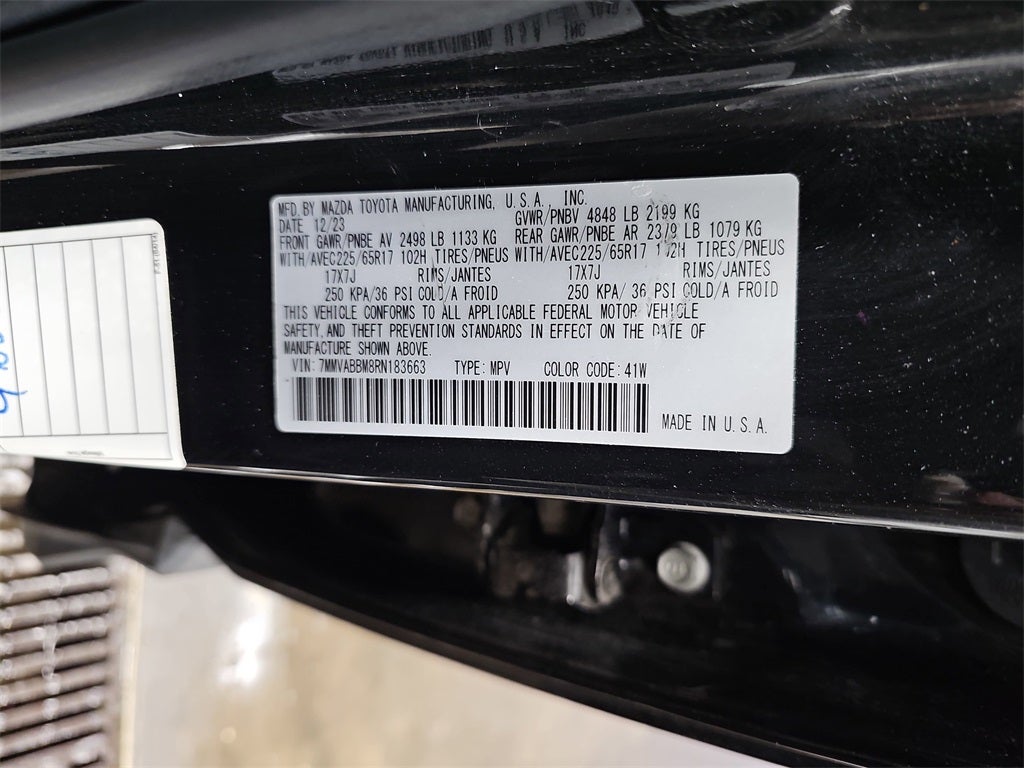 MFD BY MAZDA TOYOTA MANUFACTURING, U.S.A., INC.
DATE 12/23 GVWR/PNBV 4848 LB 2199 KG
FRONT GAWR/PNBE AV 2498 LB 1133 KG REAR GAWR/PNBE AR 2379 LB 1079 KG
WITH/AVEC225/65R17 102H TIRES/PNEUS WITH/AVEC225/65R17 102H TIRES/PNEUS
17X7J RIMS/JANTES 17X7J RIMS/JANTES
250 KPA/36 PSI COLD/A FROID 250 KPA/ 36 PSI COLD/A FROID
THIS VEHICLE CONFORMS TO ALL APPLICABLE FEDERAL MOTOR VEHICLE
SAFETY, AND THEFT PREVENTION STANDARDS IN EFFECT ON THE DATE OF
MANUFACTURE SHOWN ABOVE.
VIN: 7MMVABBM8RN183663 TYPE: MPV COLOR CODE: 41W
MADE IN U.S.A.